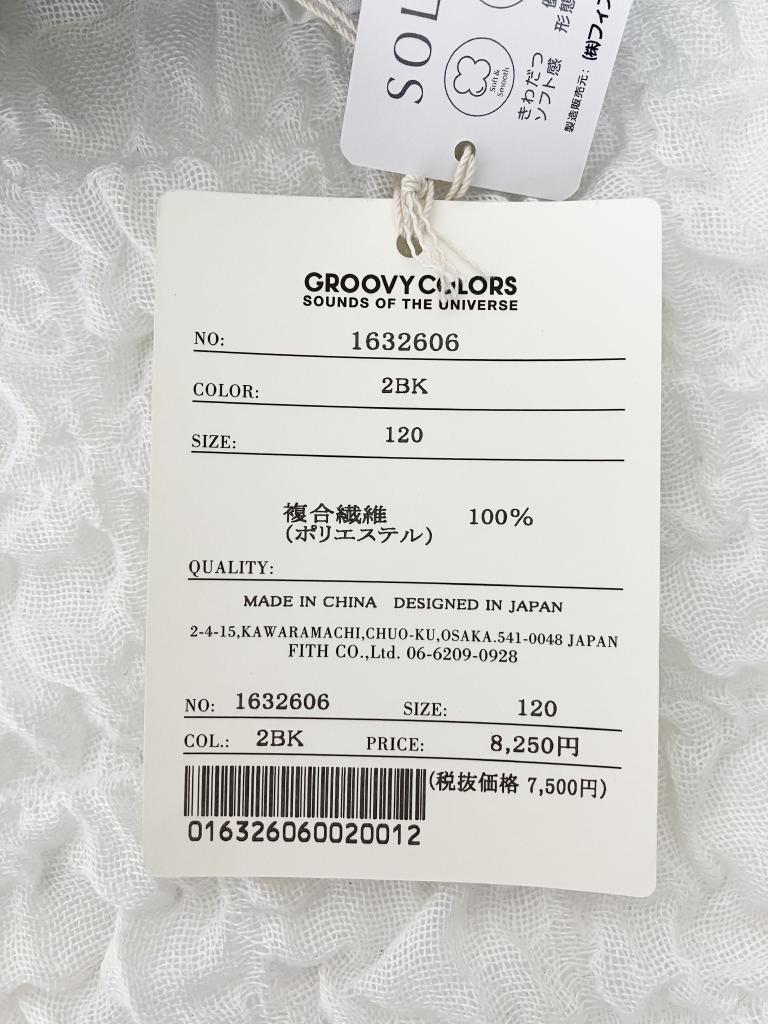 SOL
Soft &
Smooth
きわだつ
ソフト感
形態
製造販売元：(株)フィン
GROOVY COLORS
SOUNDS OF THE UNIVERSE
NO: 1632606
COLOR: 2BK
SIZE: 120
複合繊維 100%
(ポリエステル)
QUALITY:
MADE IN CHINA DESIGNED IN JAPAN
2-4-15,KAWARAMACHI,CHUO-KU,OSAKA.541-0048 JAPAN
FITH CO.,Ltd. 06-6209-0928
NO: 1632606 SIZE: 120
COL.: 2BK PRICE: 8,250円
(税抜価格 7,500円)
016326060020012